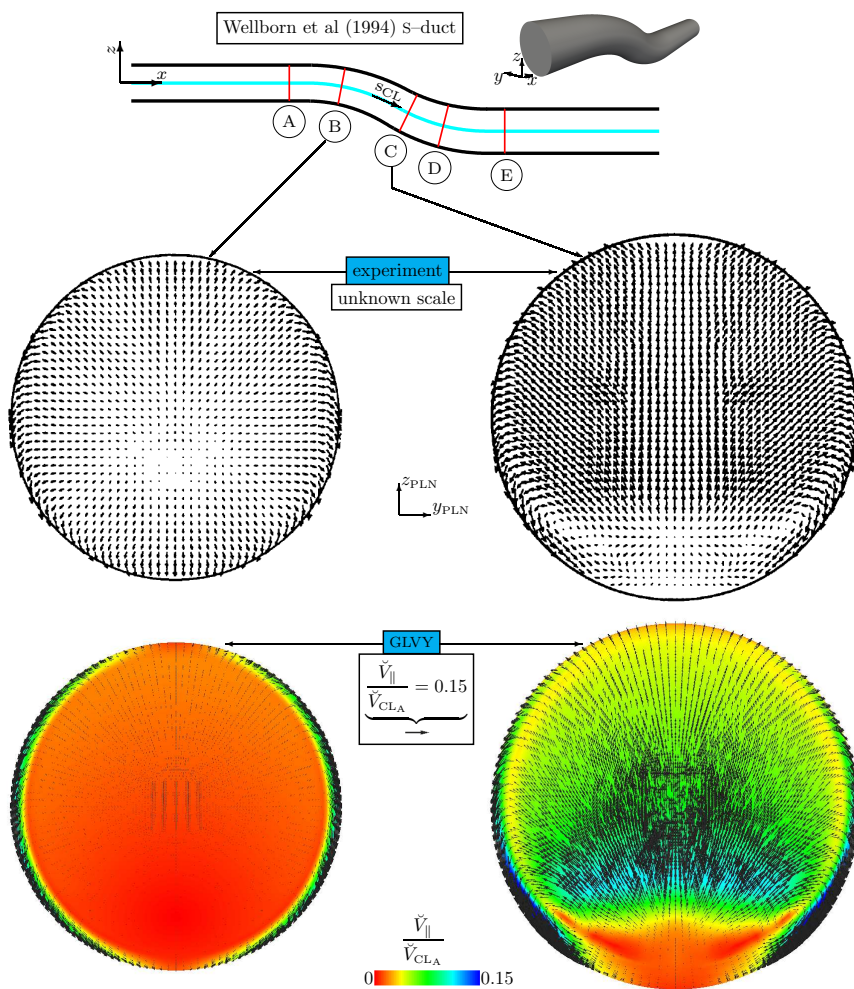 Wellborn et al (1994) S–duct
z
x
s_CL
z
y
x
A
B
C
D
E
experiment
unknown scale
z_PLN
y_PLN
GLVY
V̆_∥ / V̆_CL_A = 0.15
V̆_∥ / V̆_CL_A
0 0.15